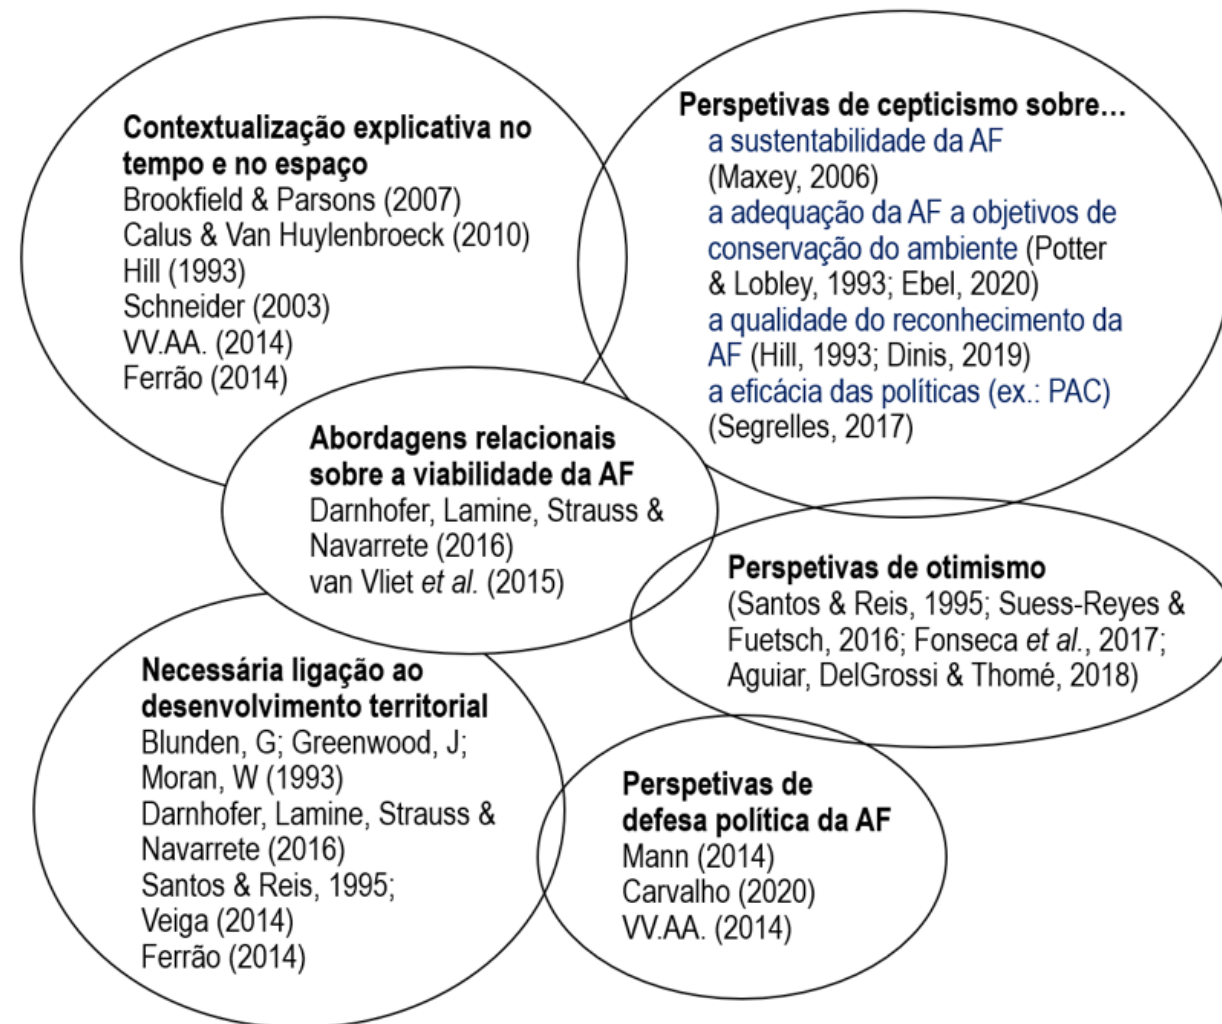 Contextualização explicativa no
tempo e no espaço
Brookfield & Parsons (2007)
Calus & Van Huylenbroeck (2010)
Hill (1993)
Schneider (2003)
VV.AA. (2014)
Ferrão (2014)
Perspetivas de cepticismo sobre…
a sustentabilidade da AF
(Maxey, 2006)
a adequação da AF a objetivos de
conservação do ambiente (Potter
& Lobley, 1993; Ebel, 2020)
a qualidade do reconhecimento da
AF (Hill, 1993; Dinis, 2019)
a eficácia das políticas (ex.: PAC)
(Segrelles, 2017)
Abordagens relacionais
sobre a viabilidade da AF
Darnhofer, Lamine, Strauss &
Navarrete (2016)
van Vliet et al. (2015)
Perspetivas de otimismo
(Santos & Reis, 1995; Suess-Reyes &
Fuetsch, 2016; Fonseca et al., 2017;
Aguiar, DelGrossi & Thomé, 2018)
Necessária ligação ao
desenvolvimento territorial
Blunden, G; Greenwood, J;
Moran, W (1993)
Darnhofer, Lamine, Strauss &
Navarrete (2016)
Santos & Reis, 1995;
Veiga (2014)
Ferrão (2014)
Perspetivas de
defesa política da AF
Mann (2014)
Carvalho (2020)
VV.AA. (2014)